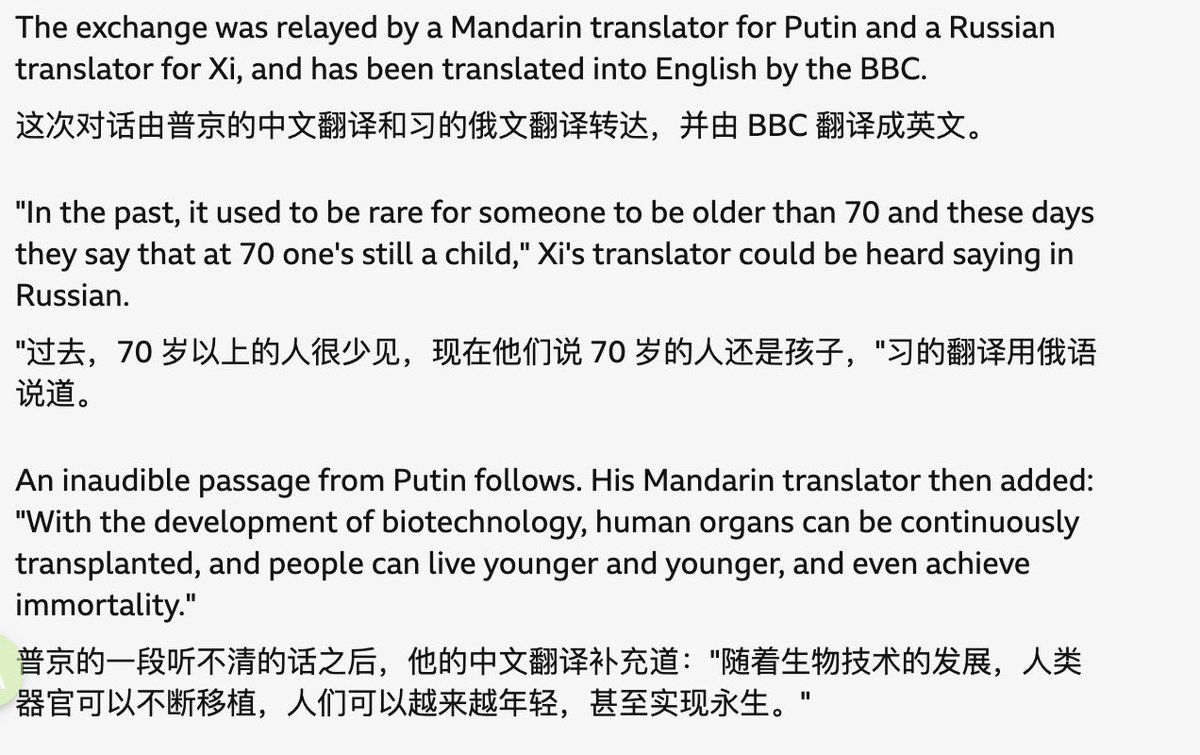 The exchange was relayed by a Mandarin translator for Putin and a Russian
translator for Xi, and has been translated into English by the BBC.
这次对话由普京的中文翻译和习的俄文翻译转达，并由 BBC 翻译成英文。
"In the past, it used to be rare for someone to be older than 70 and these days
they say that at 70 one's still a child," Xi's translator could be heard saying in
Russian.
"过去，70 岁以上的人很少见，现在他们说 70 岁的人还是孩子，"习的翻译用俄语
说道。
An inaudible passage from Putin follows. His Mandarin translator then added:
"With the development of biotechnology, human organs can be continuously
transplanted, and people can live younger and younger, and even achieve
immortality."
普京的一段听不清的话之后，他的中文翻译补充道："随着生物技术的发展，人类
器官可以不断移植，人们可以越来越年轻，甚至实现永生。"